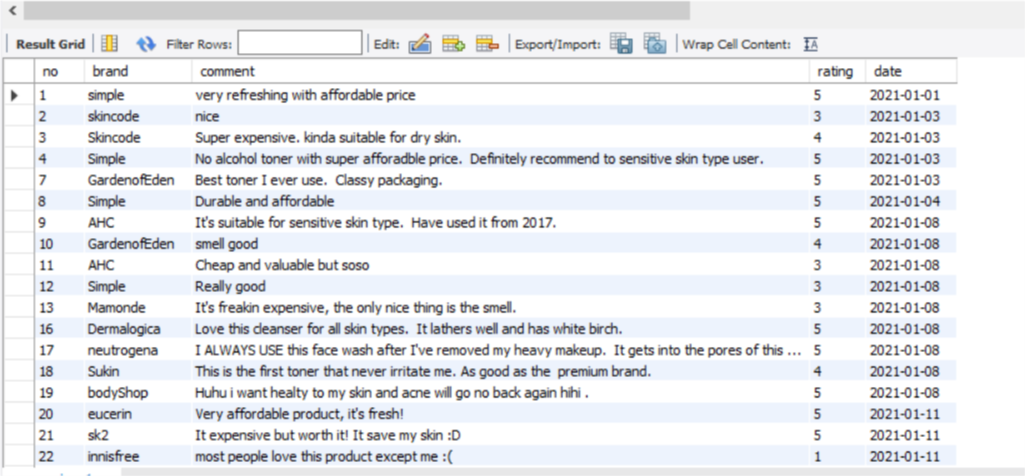 Result Grid Filter Rows: Edit: Export/Import: Wrap Cell Content: IA
no brand comment rating date
1 simple very refreshing with affordable price 5 2021-01-01
2 skincode nice 3 2021-01-03
3 Skincode Super expensive. kinda suitable for dry skin. 4 2021-01-03
4 Simple No alcohol toner with super afforadble price. Definitely recommend to sensitive skin type user. 5 2021-01-03
7 GardenofEden Best toner I ever use. Classy packaging. 5 2021-01-03
8 Simple Durable and affordable 5 2021-01-04
9 AHC It's suitable for sensitive skin type. Have used it from 2017. 5 2021-01-08
10 GardenofEden smell good 4 2021-01-08
11 AHC Cheap and valuable but soso 3 2021-01-08
12 Simple Really good 3 2021-01-08
13 Mamonde It's freakin expensive, the only nice thing is the smell. 3 2021-01-08
16 Dermalogica Love this cleanser for all skin types. It lathers well and has white birch. 5 2021-01-08
17 neutrogena I ALWAYS USE this face wash after I've removed my heavy makeup. It gets into the pores of this ... 5 2021-01-08
18 Sukin This is the first toner that never irritate me. As good as the premium brand. 4 2021-01-08
19 bodyShop Huhu i want healty to my skin and acne will go no back again hihi . 5 2021-01-08
20 eucerin Very affordable product, it's fresh! 5 2021-01-11
21 sk2 It expensive but worth it! It save my skin :D 5 2021-01-11
22 innisfree most people love this product except me :( 1 2021-01-11